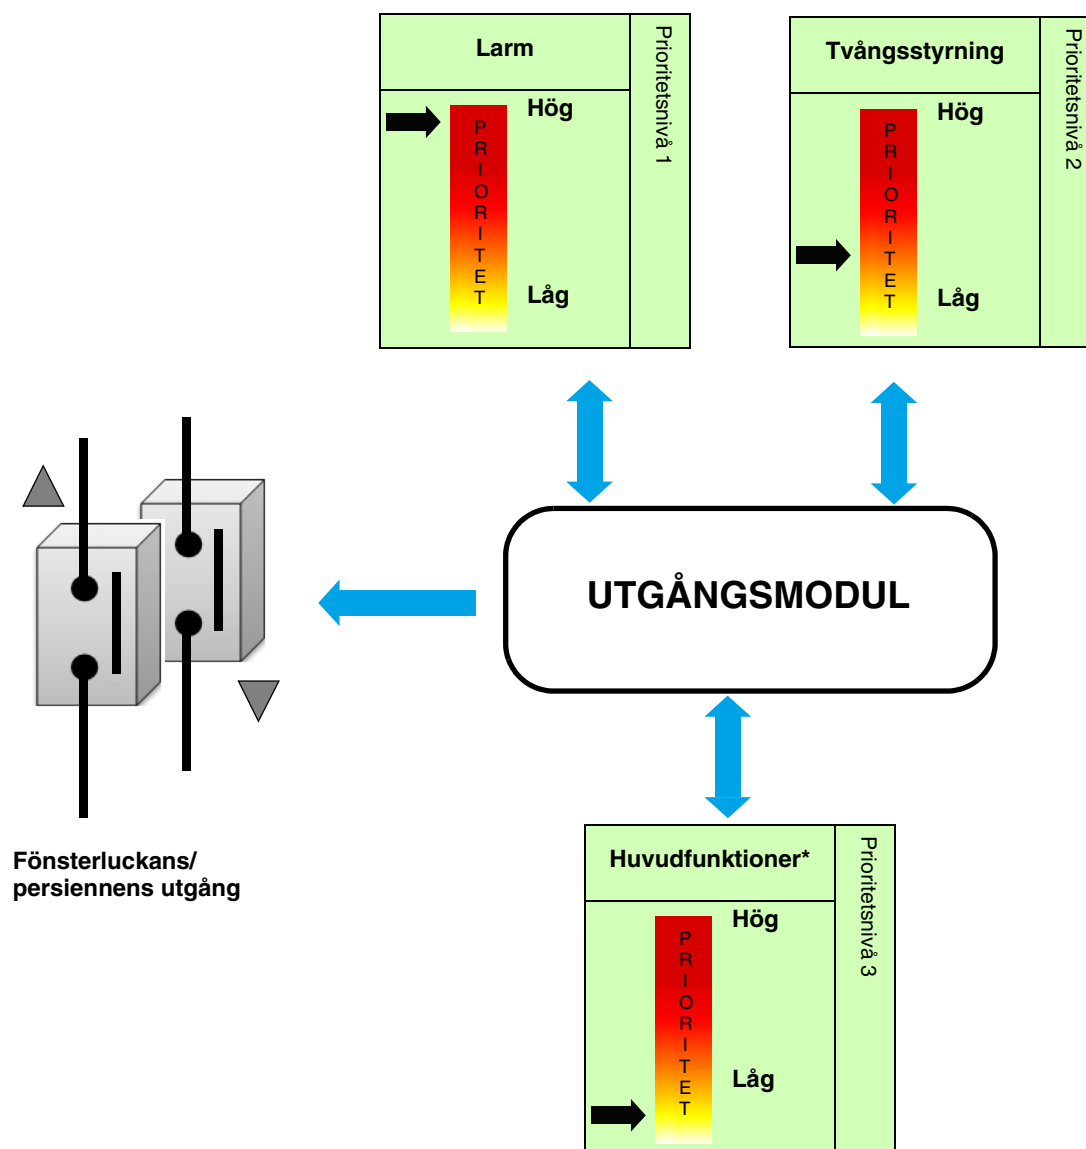 Larm
Prioritetsnivå 1
Hög
PRIORITET
Låg
Tvångsstyrning
Prioritetsnivå 2
Hög
PRIORITET
Låg
UTGÅNGSMODUL
Fönsterluckans/
persiennens utgång
Huvudfunktioner*
Prioritetsnivå 3
Hög
PRIORITET
Låg